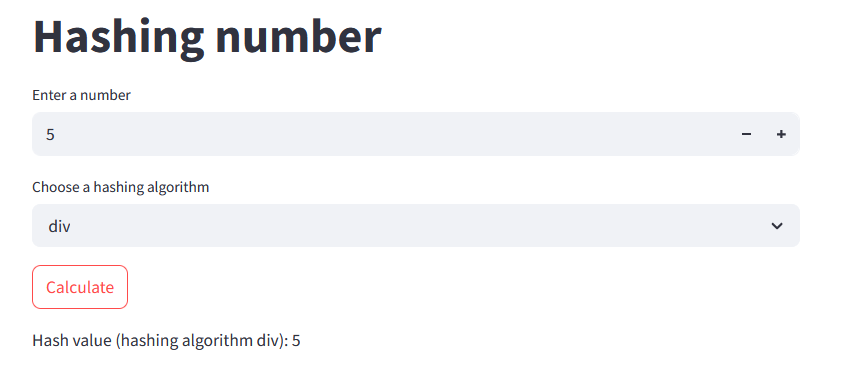 Hashing number
Enter a number
5
Choose a hashing algorithm
div
Calculate
Hash value (hashing algorithm div): 5